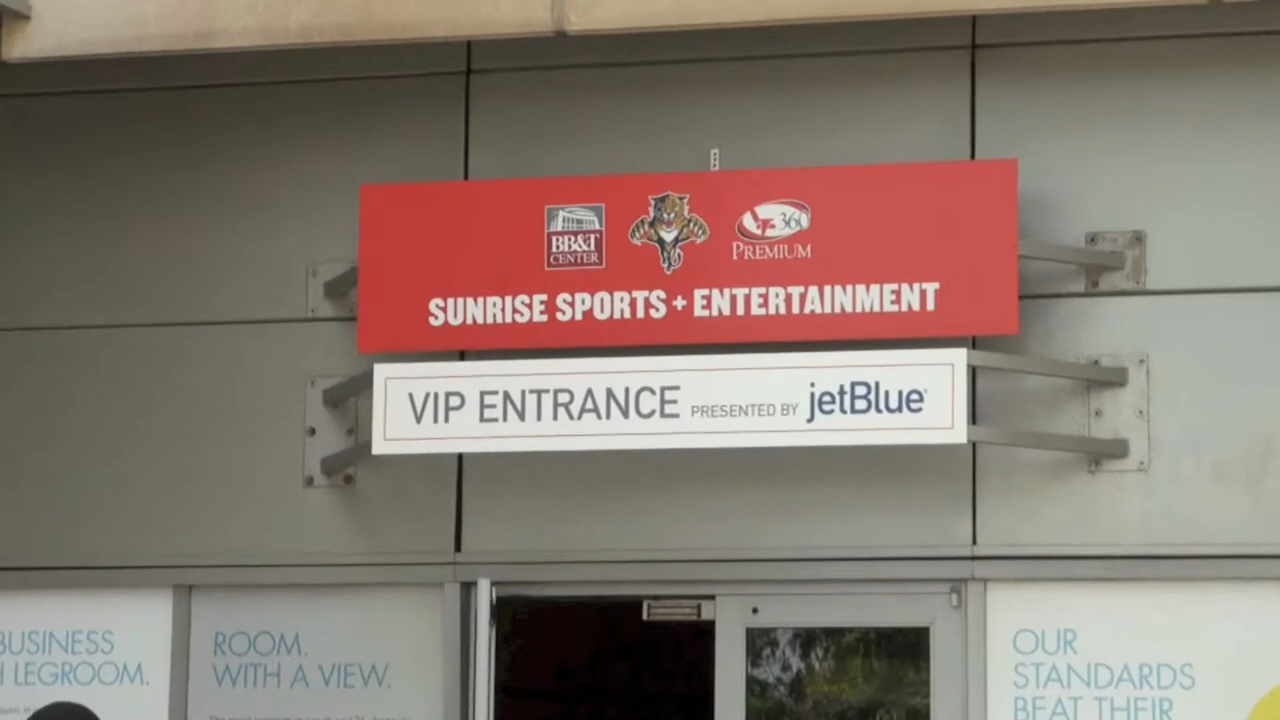 BB&T
CENTER
360
PREMIUM
SUNRISE SPORTS + ENTERTAINMENT
VIP ENTRANCE PRESENTED BY jetBlue
BUSINESS
LEGROOM.
ROOM.
WITH A VIEW.
OUR
STANDARDS
BEAT THEIR